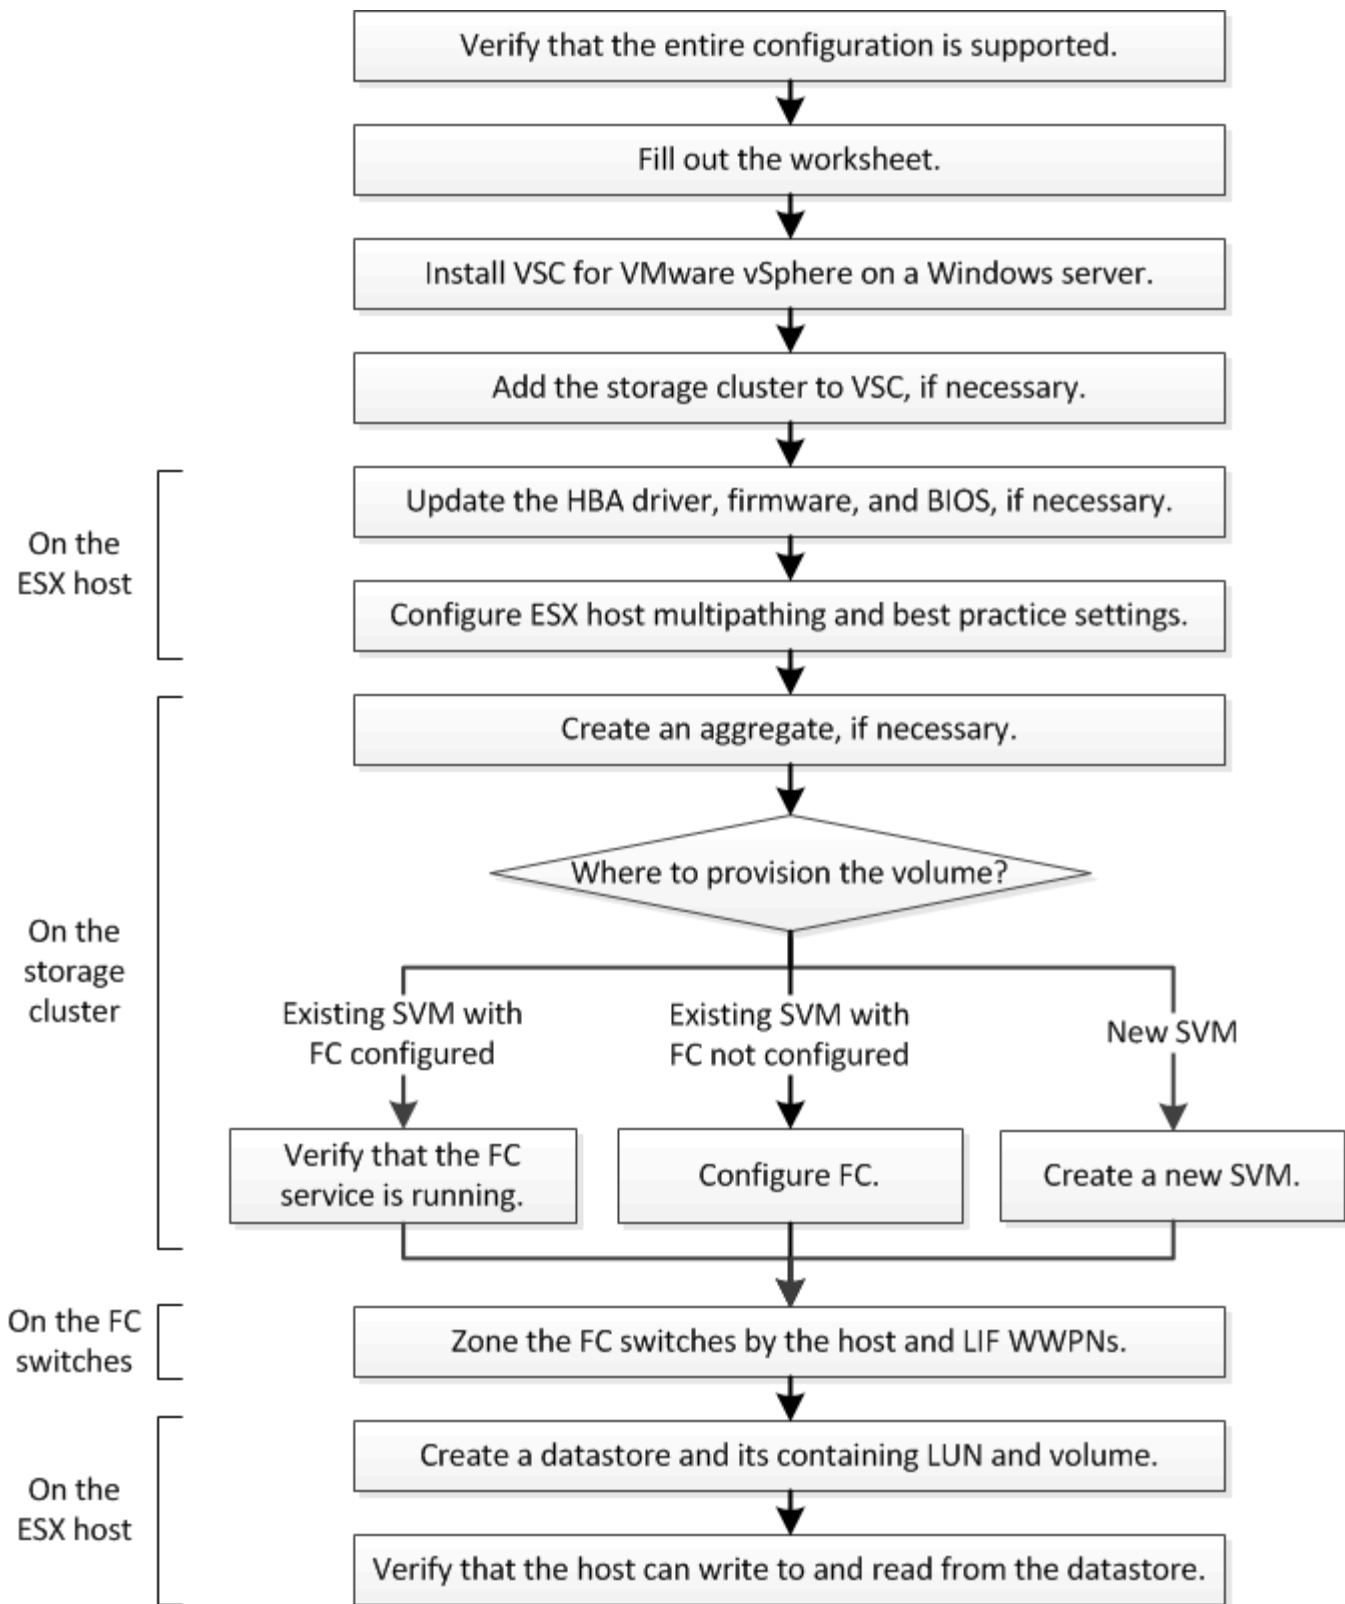 Verify that the entire configuration is supported.
Fill out the worksheet.
Install VSC for VMware vSphere on a Windows server.
Add the storage cluster to VSC, if necessary.
On the
ESX host
Update the HBA driver, firmware, and BIOS, if necessary.
Configure ESX host multipathing and best practice settings.
On the
storage
cluster
Create an aggregate, if necessary.
Where to provision the volume?
Existing SVM with
FC configured
Existing SVM with
FC not configured
New SVM
Verify that the FC
service is running.
Configure FC.
Create a new SVM.
On the FC
switches
Zone the FC switches by the host and LIF WWPNs.
On the
ESX host
Create a datastore and its containing LUN and volume.
Verify that the host can write to and read from the datastore.